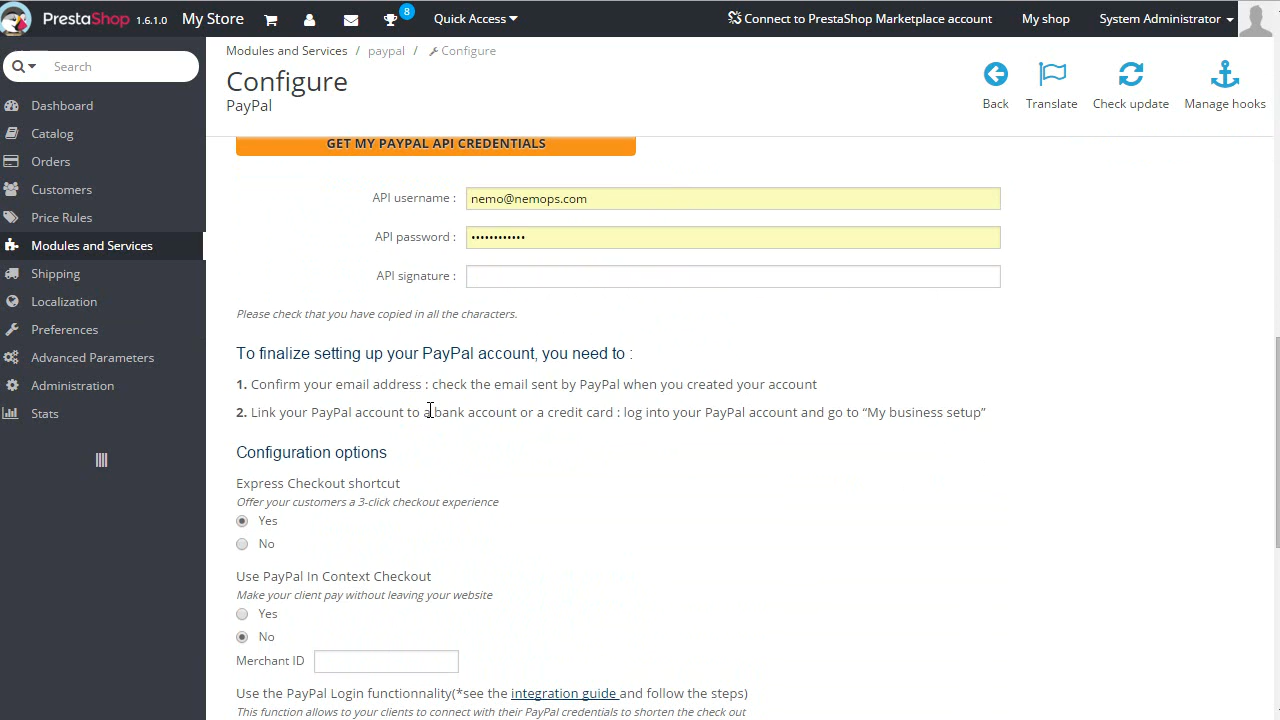 PrestaShop 1.6.1.0 My Store 8 Quick Access Connect to PrestaShop Marketplace account My shop System Administrator
Search
Dashboard
Catalog
Orders
Customers
Price Rules
Modules and Services
Shipping
Localization
Preferences
Advanced Parameters
Administration
Stats
Modules and Services / paypal / Configure
Configure
PayPal
Back Translate Check update Manage hooks
GET MY PAYPAL API CREDENTIALS
API username : nemo@nemops.com
API password : ••••••••••••
API signature :
Please check that you have copied in all the characters.
To finalize setting up your PayPal account, you need to :
1. Confirm your email address : check the email sent by PayPal when you created your account
2. Link your PayPal account to a bank account or a credit card : log into your PayPal account and go to “My business setup”
Configuration options
Express Checkout shortcut
Offer your customers a 3-click checkout experience
Yes
No
Use PayPal In Context Checkout
Make your client pay without leaving your website
Yes
No
Merchant ID
Use the PayPal Login functionnality(*see the integration guide and follow the steps)
This function allows to your clients to connect with their PayPal credentials to shorten the check out